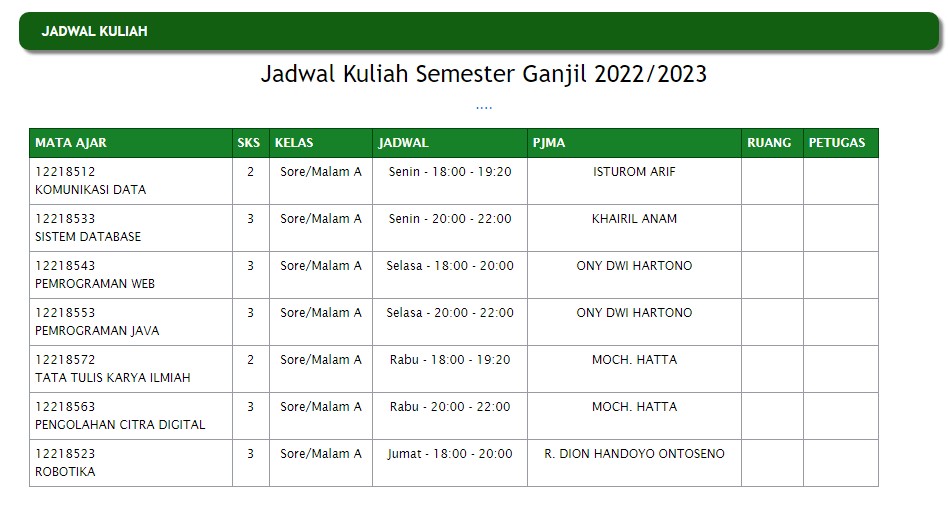 JADWAL KULIAH
Jadwal Kuliah Semester Ganjil 2022/2023
....
MATA AJAR SKS KELAS JADWAL PJMA RUANG PETUGAS
12218512 2 Sore/Malam A Senin - 18:00 - 19:20 ISTUROM ARIF
KOMUNIKASI DATA
12218533 3 Sore/Malam A Senin - 20:00 - 22:00 KHAIRIL ANAM
SISTEM DATABASE
12218543 3 Sore/Malam A Selasa - 18:00 - 20:00 ONY DWI HARTONO
PEMROGRAMAN WEB
12218553 3 Sore/Malam A Selasa - 20:00 - 22:00 ONY DWI HARTONO
PEMROGRAMAN JAVA
12218572 2 Sore/Malam A Rabu - 18:00 - 19:20 MOCH. HATTA
TATA TULIS KARYA ILMIAH
12218563 3 Sore/Malam A Rabu - 20:00 - 22:00 MOCH. HATTA
PENGOLAHAN CITRA DIGITAL
12218523 3 Sore/Malam A Jumat - 18:00 - 20:00 R. DION HANDOYO ONTOSENO
ROBOTIKA